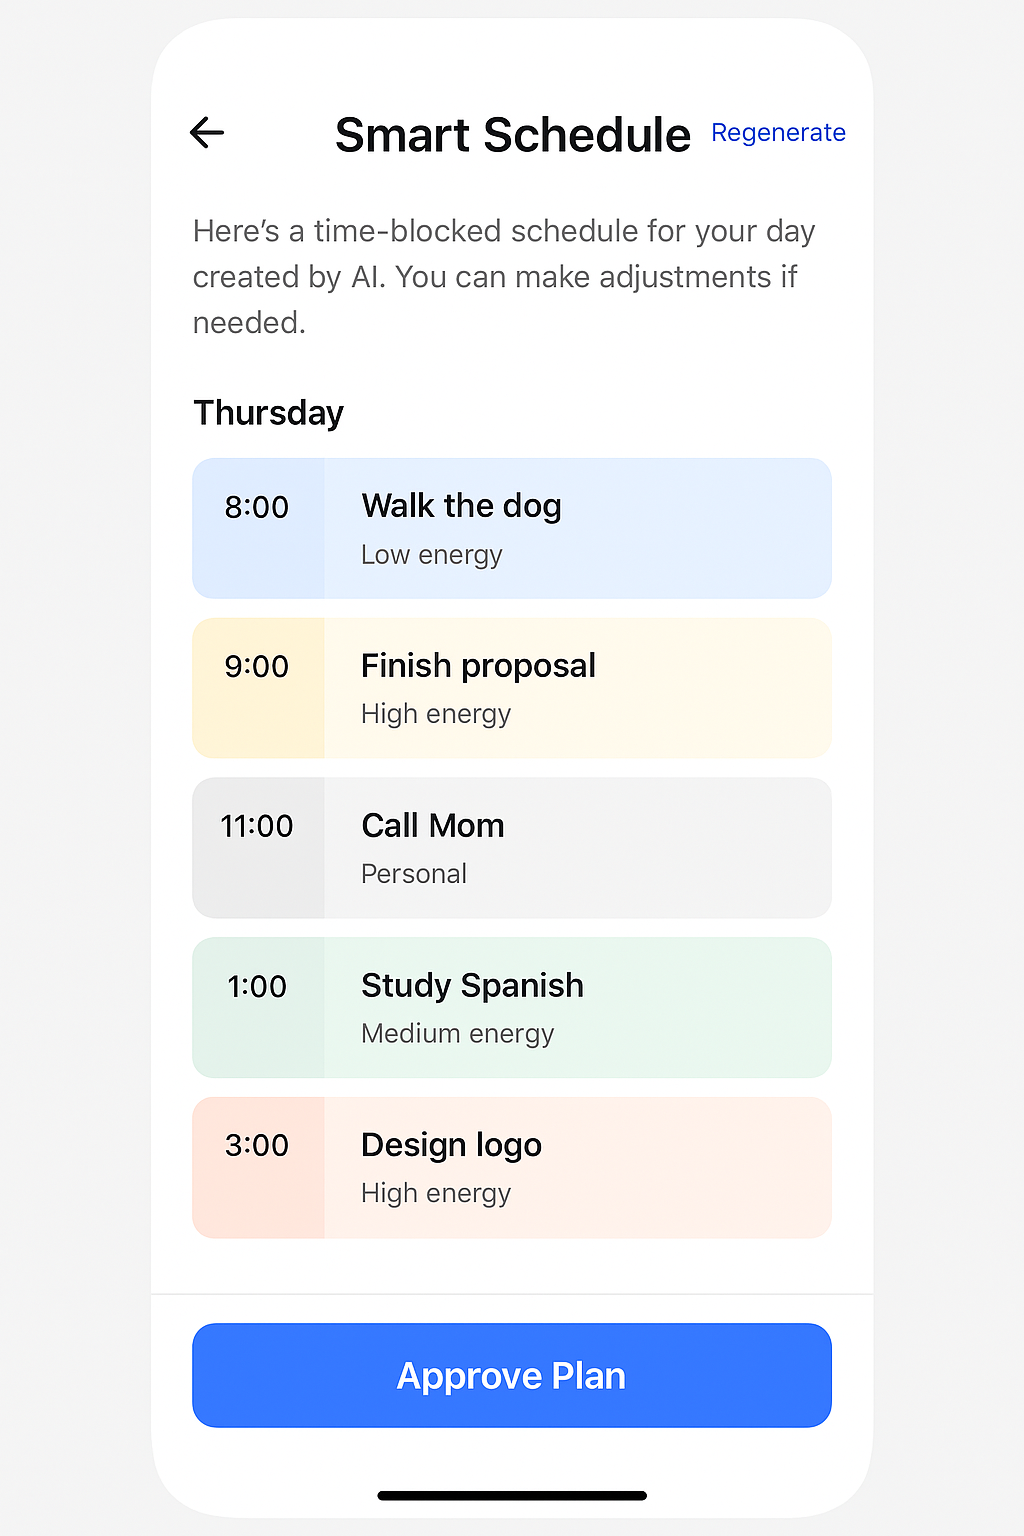 Smart Schedule
Regenerate
Here’s a time-blocked schedule for your day
created by AI. You can make adjustments if
needed.
Thursday
8:00
Walk the dog
Low energy
9:00
Finish proposal
High energy
11:00
Call Mom
Personal
1:00
Study Spanish
Medium energy
3:00
Design logo
High energy
Approve Plan